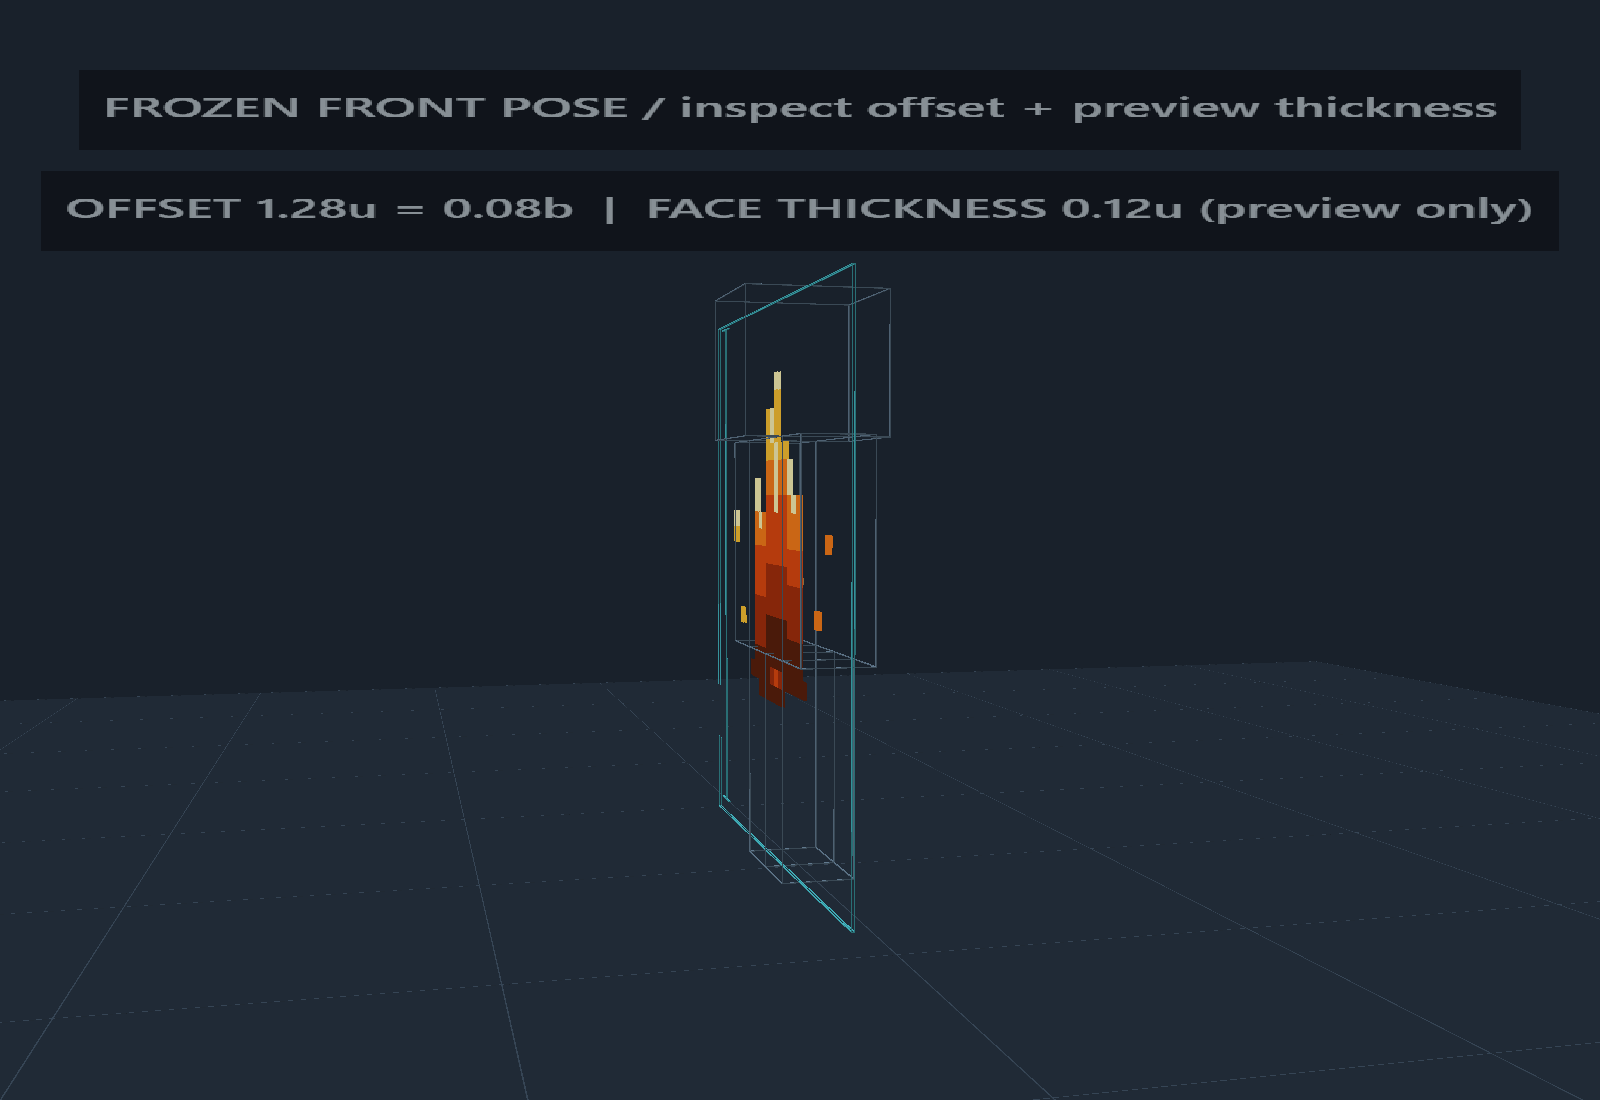 FROZEN FRONT POSE / inspect offset + preview thickness
OFFSET 1.28u = 0.08b | FACE THICKNESS 0.12u (preview only)